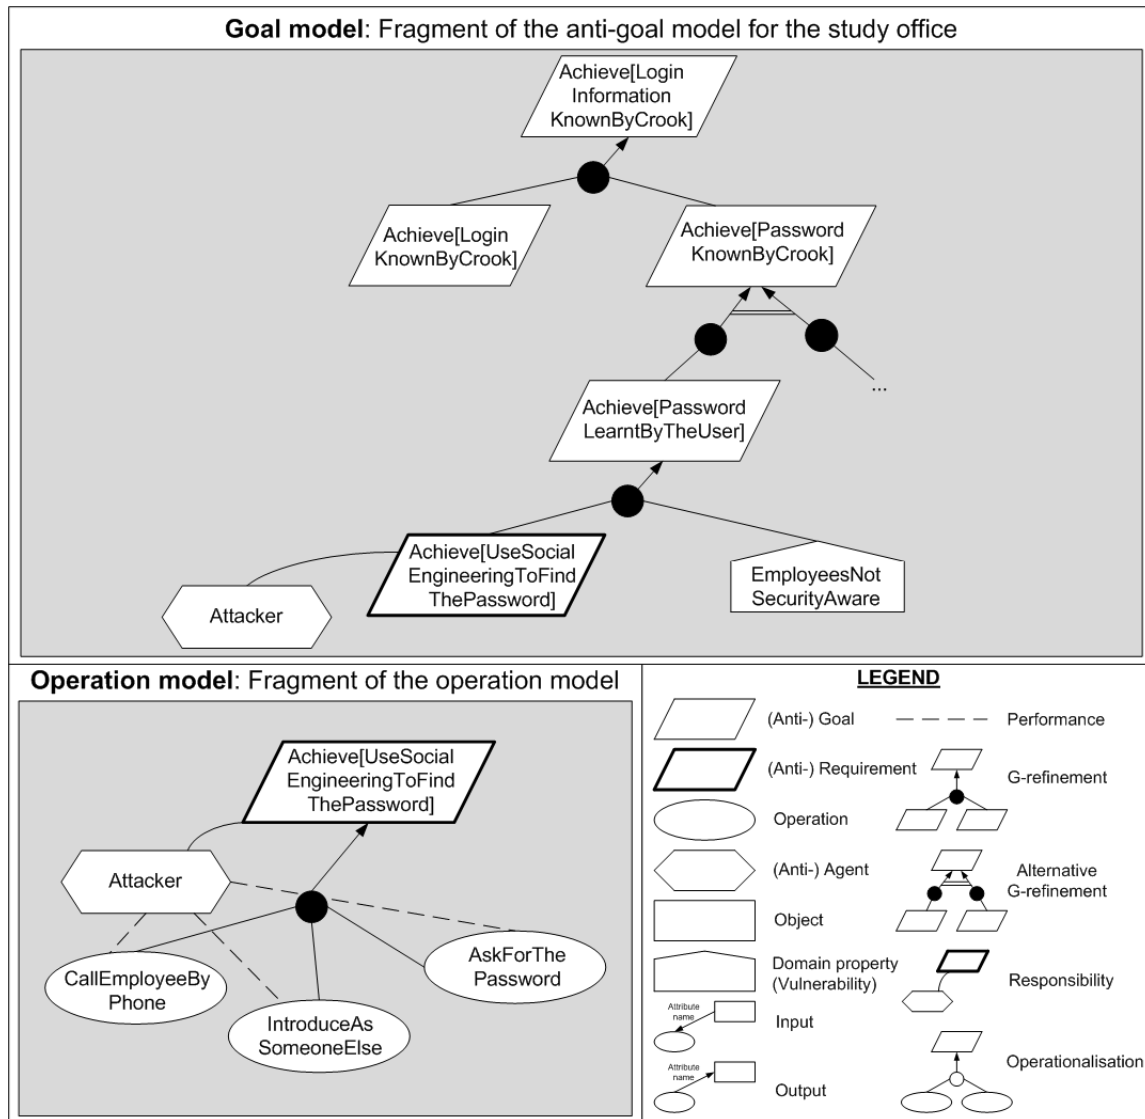 Goal model: Fragment of the anti-goal model for the study office
Achieve[Login
Information
KnownByCrook]
Achieve[Login
KnownByCrook]
Achieve[Password
KnownByCrook]
...
Achieve[Password
LearntByTheUser]
Achieve[UseSocial
EngineeringToFind
ThePassword]
Attacker
EmployeesNot
SecurityAware
Operation model: Fragment of the operation model
Achieve[UseSocial
EngineeringToFind
ThePassword]
Attacker
AskForThe
Password
CallEmployeeBy
Phone
IntroduceAs
SomeoneElse
LEGEND
(Anti-) Goal
(Anti-) Requirement
Operation
(Anti-) Agent
Object
Domain property
(Vulnerability)
Attribute
name
Input
Attribute
name
Output
Performance
G-refinement
Alternative
G-refinement
Responsibility
Operationalisation